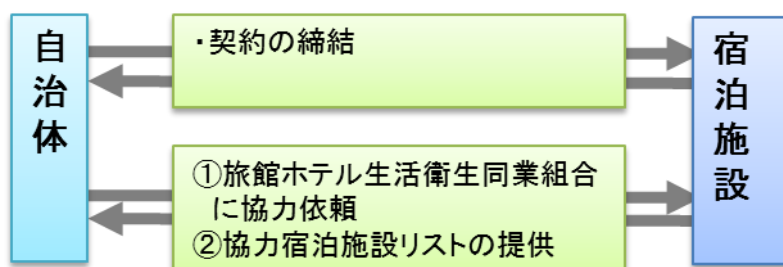 自治体
・契約の締結
宿泊施設
①旅館ホテル生活衛生同業組合
に協力依頼
②協力宿泊施設リストの提供